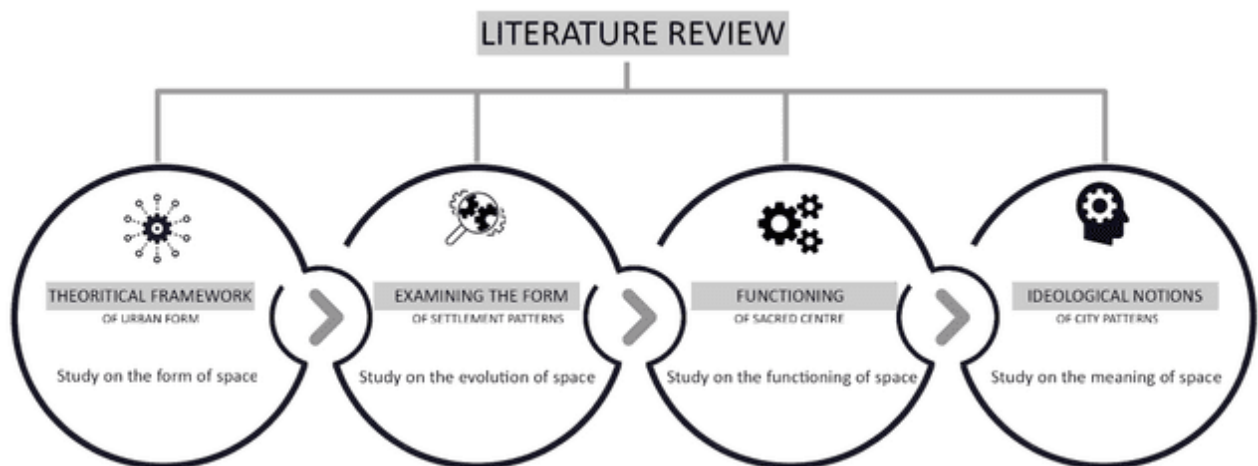 LITERATURE REVIEW
THEORITICAL FRAMEWORK
OF URBAN FORM
Study on the form of space
EXAMINING THE FORM
OF SETTLEMENT PATTERNS
Study on the evolution of space
FUNCTIONING
OF SACRED CENTRE
Study on the functioning of space
IDEOLOGICAL NOTIONS
OF CITY PATTERNS
Study on the meaning of space